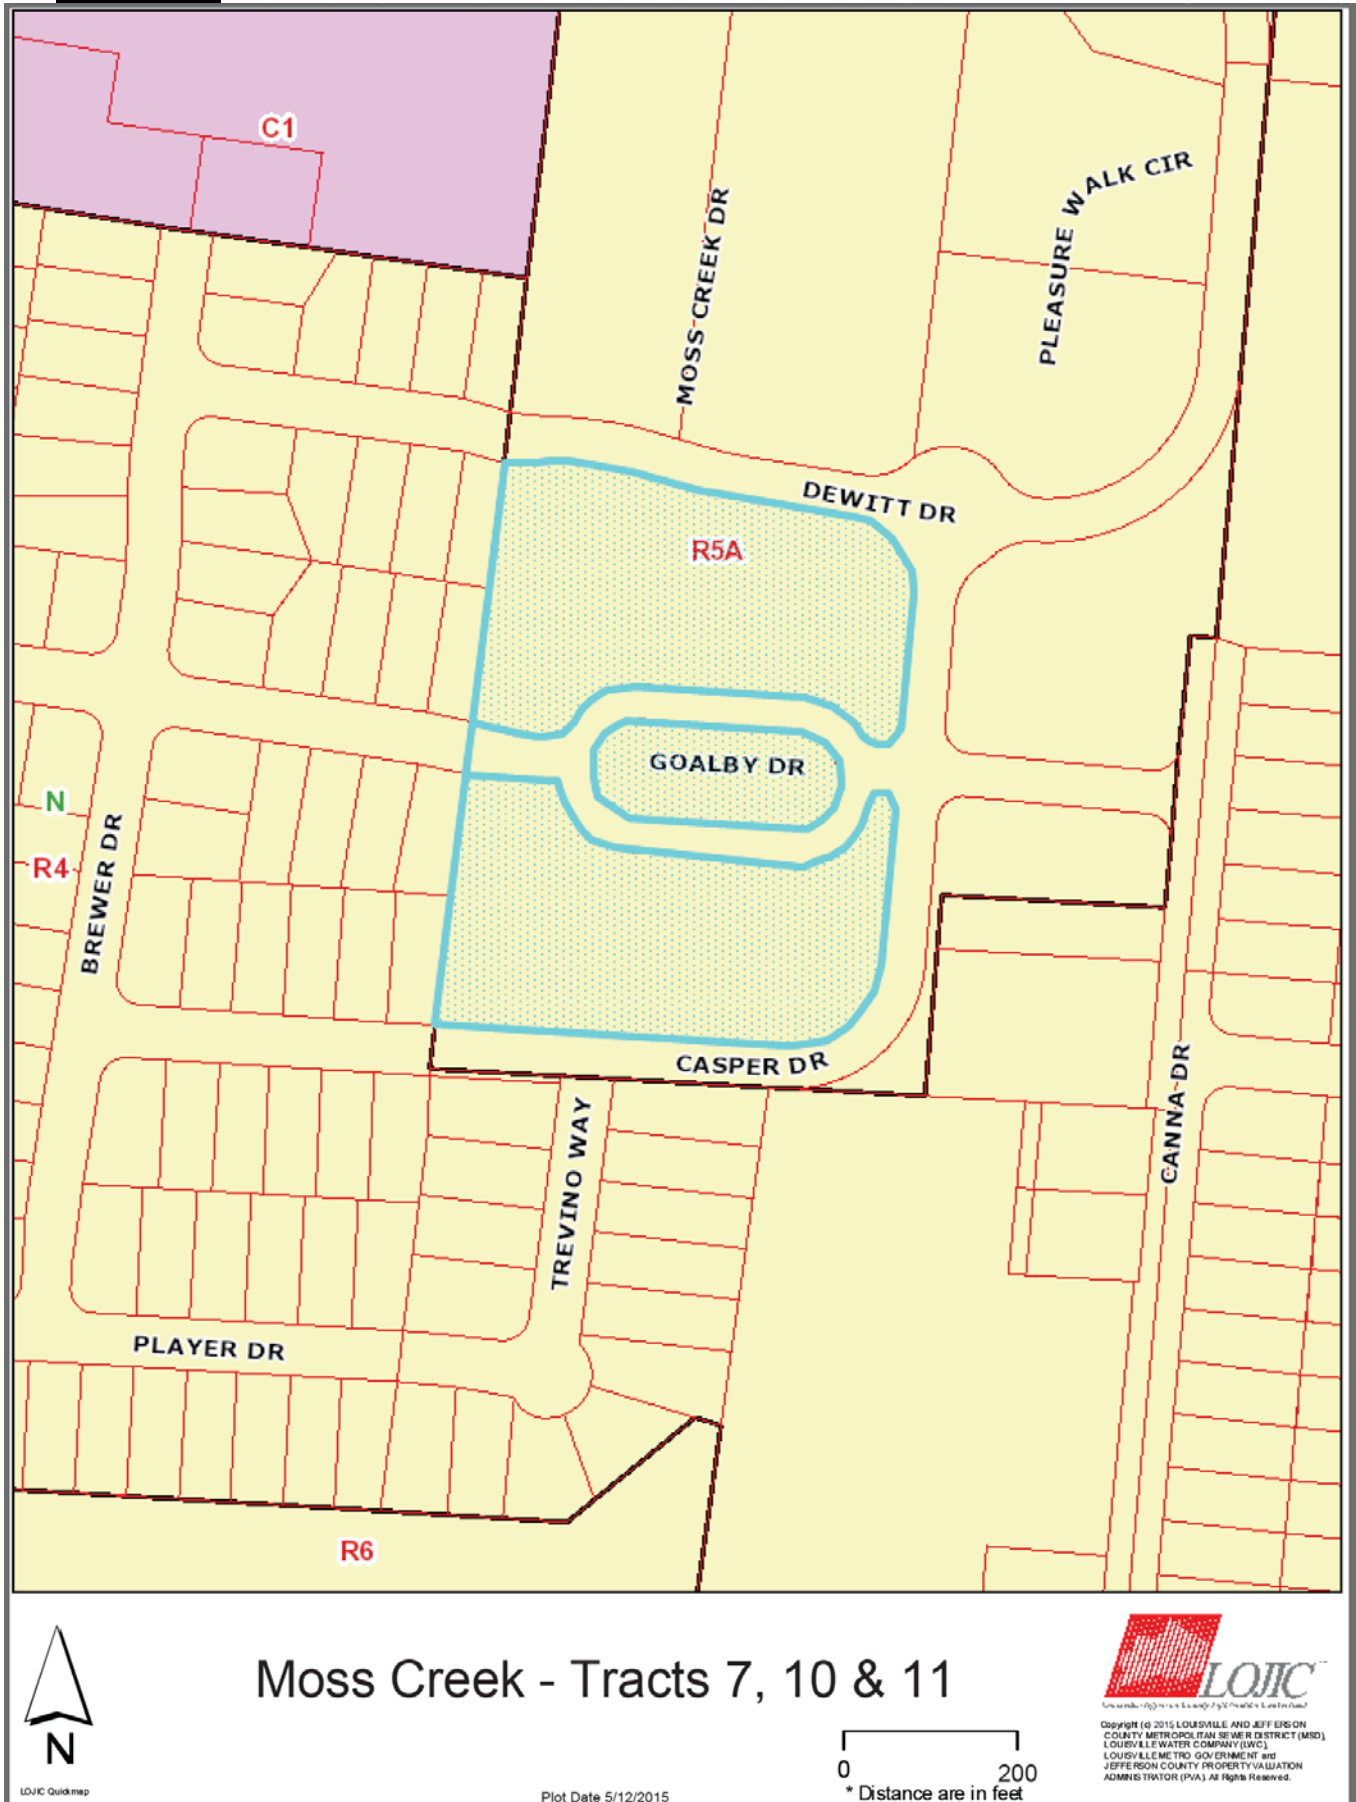 C1
MOSS CREEK DR
PLEASURE WALK CIR
DEWITT DR
R5A
GOALBY DR
N
R4
BREWER DR
CASPER DR
CANNA DR
TREVINO WAY
PLAYER DR
R6
Moss Creek - Tracts 7, 10 & 11
N
LOJIC Quickmap
Plot Date 5/12/2015
0 200
* Distance are in feet
LOJIC
Copyright (c) 2015 LOUISVILLE AND JEFFERSON
COUNTY METROPOLITAN SEWER DISTRICT (MSD),
LOUISVILLE WATER COMPANY (LWC),
LOUISVILLE METRO GOVERNMENT and
JEFFERSON COUNTY PROPERTY VALUATION
ADMINISTRATOR (PVA). All Rights Reserved.